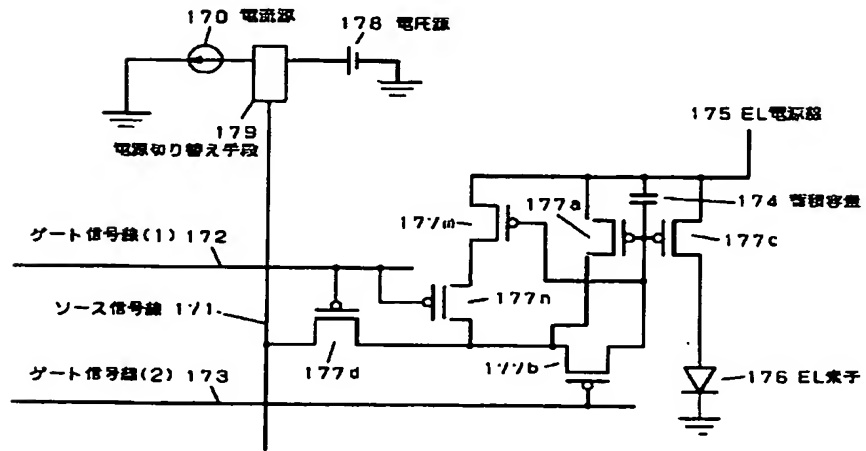 170 電流源
178 電圧源
179
電源切り替え手段
175 EL電源線
174 蓄積容量
177a
177m
177c
ゲート信号線(1) 172
177n
ソース信号線 171
177d
177b
ゲート信号線(2) 173
176 EL素子